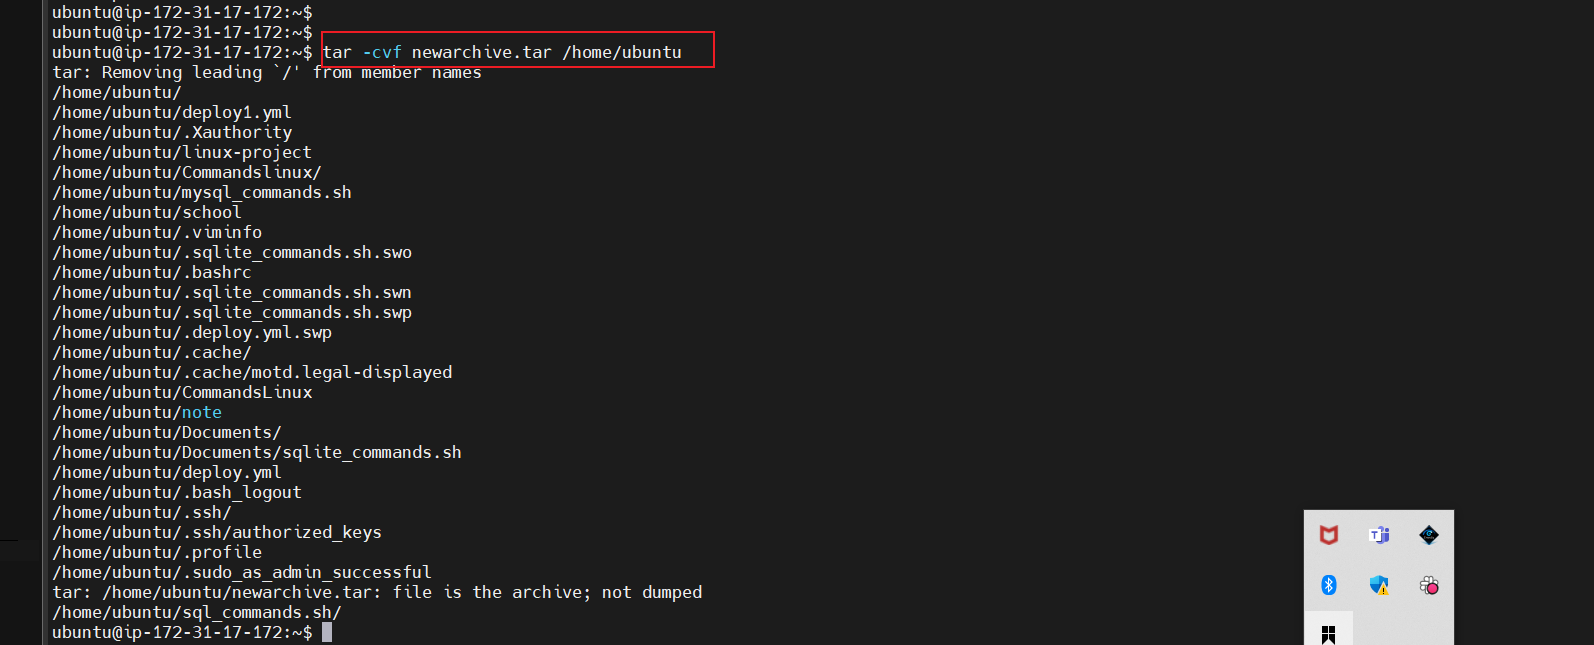 ubuntu@ip-172-31-17-172:~$
ubuntu@ip-172-31-17-172:~$
ubuntu@ip-172-31-17-172:~$ tar -cvf newarchive.tar /home/ubuntu
tar: Removing leading `/' from member names
/home/ubuntu/
/home/ubuntu/deploy1.yml
/home/ubuntu/.Xauthority
/home/ubuntu/linux-project
/home/ubuntu/Commandslinux/
/home/ubuntu/mysql_commands.sh
/home/ubuntu/school
/home/ubuntu/.viminfo
/home/ubuntu/.sqlite_commands.sh.swo
/home/ubuntu/.bashrc
/home/ubuntu/.sqlite_commands.sh.swn
/home/ubuntu/.sqlite_commands.sh.swp
/home/ubuntu/.deploy.yml.swp
/home/ubuntu/.cache/
/home/ubuntu/.cache/motd.legal-displayed
/home/ubuntu/CommandsLinux
/home/ubuntu/note
/home/ubuntu/Documents/
/home/ubuntu/Documents/sqlite_commands.sh
/home/ubuntu/deploy.yml
/home/ubuntu/.bash_logout
/home/ubuntu/.ssh/
/home/ubuntu/.ssh/authorized_keys
/home/ubuntu/.profile
/home/ubuntu/.sudo_as_admin_successful
tar: /home/ubuntu/newarchive.tar: file is the archive; not dumped
/home/ubuntu/sql_commands.sh/
ubuntu@ip-172-31-17-172:~$